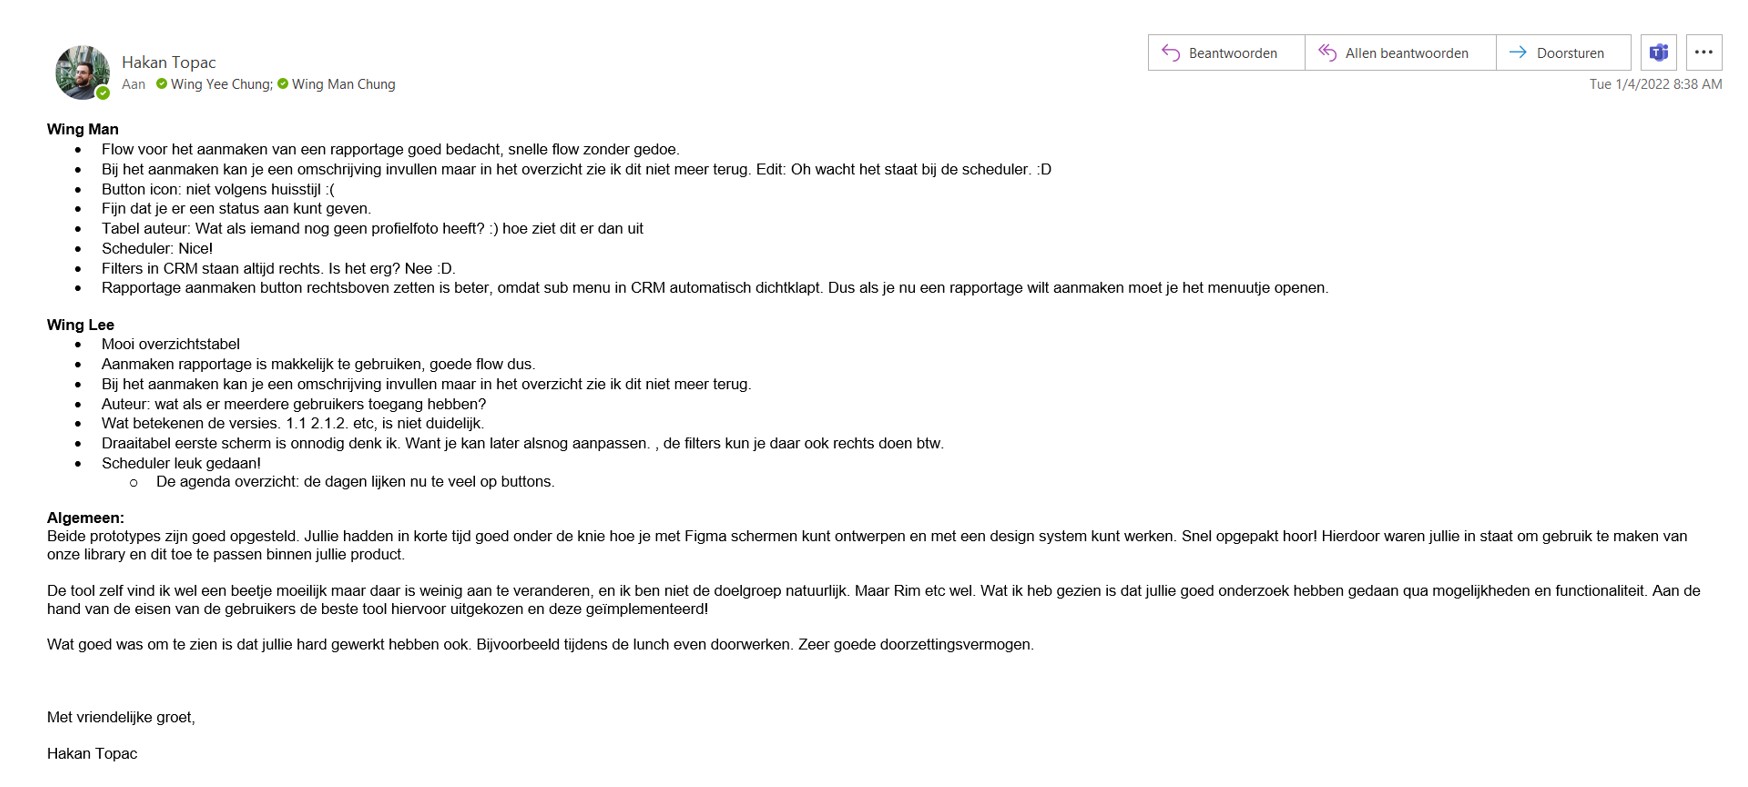 Hakan Topac
Aan Wing Yee Chung; Wing Man Chung
Beantwoorden
Allen beantwoorden
Doorsturen
Tue 1/4/2022 8:38 AM
Wing Man
• Flow voor het aanmaken van een rapportage goed bedacht, snelle flow zonder gedoe.
• Bij het aanmaken kan je een omschrijving invullen maar in het overzicht zie ik dit niet meer terug. Edit: Oh wacht het staat bij de scheduler. :D
• Button icon: niet volgens huisstijl :(
• Fijn dat je er een status aan kunt geven.
• Tabel auteur: Wat als iemand nog geen profielfoto heeft? :) hoe ziet dit er dan uit
• Scheduler: Nice!
• Filters in CRM staan altijd rechts. Is het erg? Nee :D.
• Rapportage aanmaken button rechtsboven zetten is beter, omdat sub menu in CRM automatisch dichtklapt. Dus als je nu een rapportage wilt aanmaken moet je het menuutje openen.
Wing Lee
• Mooi overzichtstabel
• Aanmaken rapportage is makkelijk te gebruiken, goede flow dus.
• Bij het aanmaken kan je een omschrijving invullen maar in het overzicht zie ik dit niet meer terug.
• Auteur: wat als er meerdere gebruikers toegang hebben?
• Wat betekenen de versies. 1.1 2.1.2. etc, is niet duidelijk.
• Draaitabel eerste scherm is onnodig denk ik. Want je kan later alsnog aanpassen. , de filters kun je daar ook rechts doen btw.
• Scheduler leuk gedaan!
o De agenda overzicht: de dagen lijken nu te veel op buttons.
Algemeen:
Beide prototypes zijn goed opgesteld. Jullie hadden in korte tijd goed onder de knie hoe je met Figma schermen kunt ontwerpen en met een design system kunt werken. Snel opgepakt hoor! Hierdoor waren jullie in staat om gebruik te maken van
onze library en dit toe te passen binnen jullie product.
De tool zelf vind ik wel een beetje moeilijk maar daar is weinig aan te veranderen, en ik ben niet de doelgroep natuurlijk. Maar Rim etc wel. Wat ik heb gezien is dat jullie goed onderzoek hebben gedaan qua mogelijkheden en functionaliteit. Aan de
hand van de eisen van de gebruikers de beste tool hiervoor uitgekozen en deze geïmplementeerd!
Wat goed was om te zien is dat jullie hard gewerkt hebben ook. Bijvoorbeeld tijdens de lunch even doorwerken. Zeer goede doorzettingsvermogen.
Met vriendelijke groet,
Hakan Topac